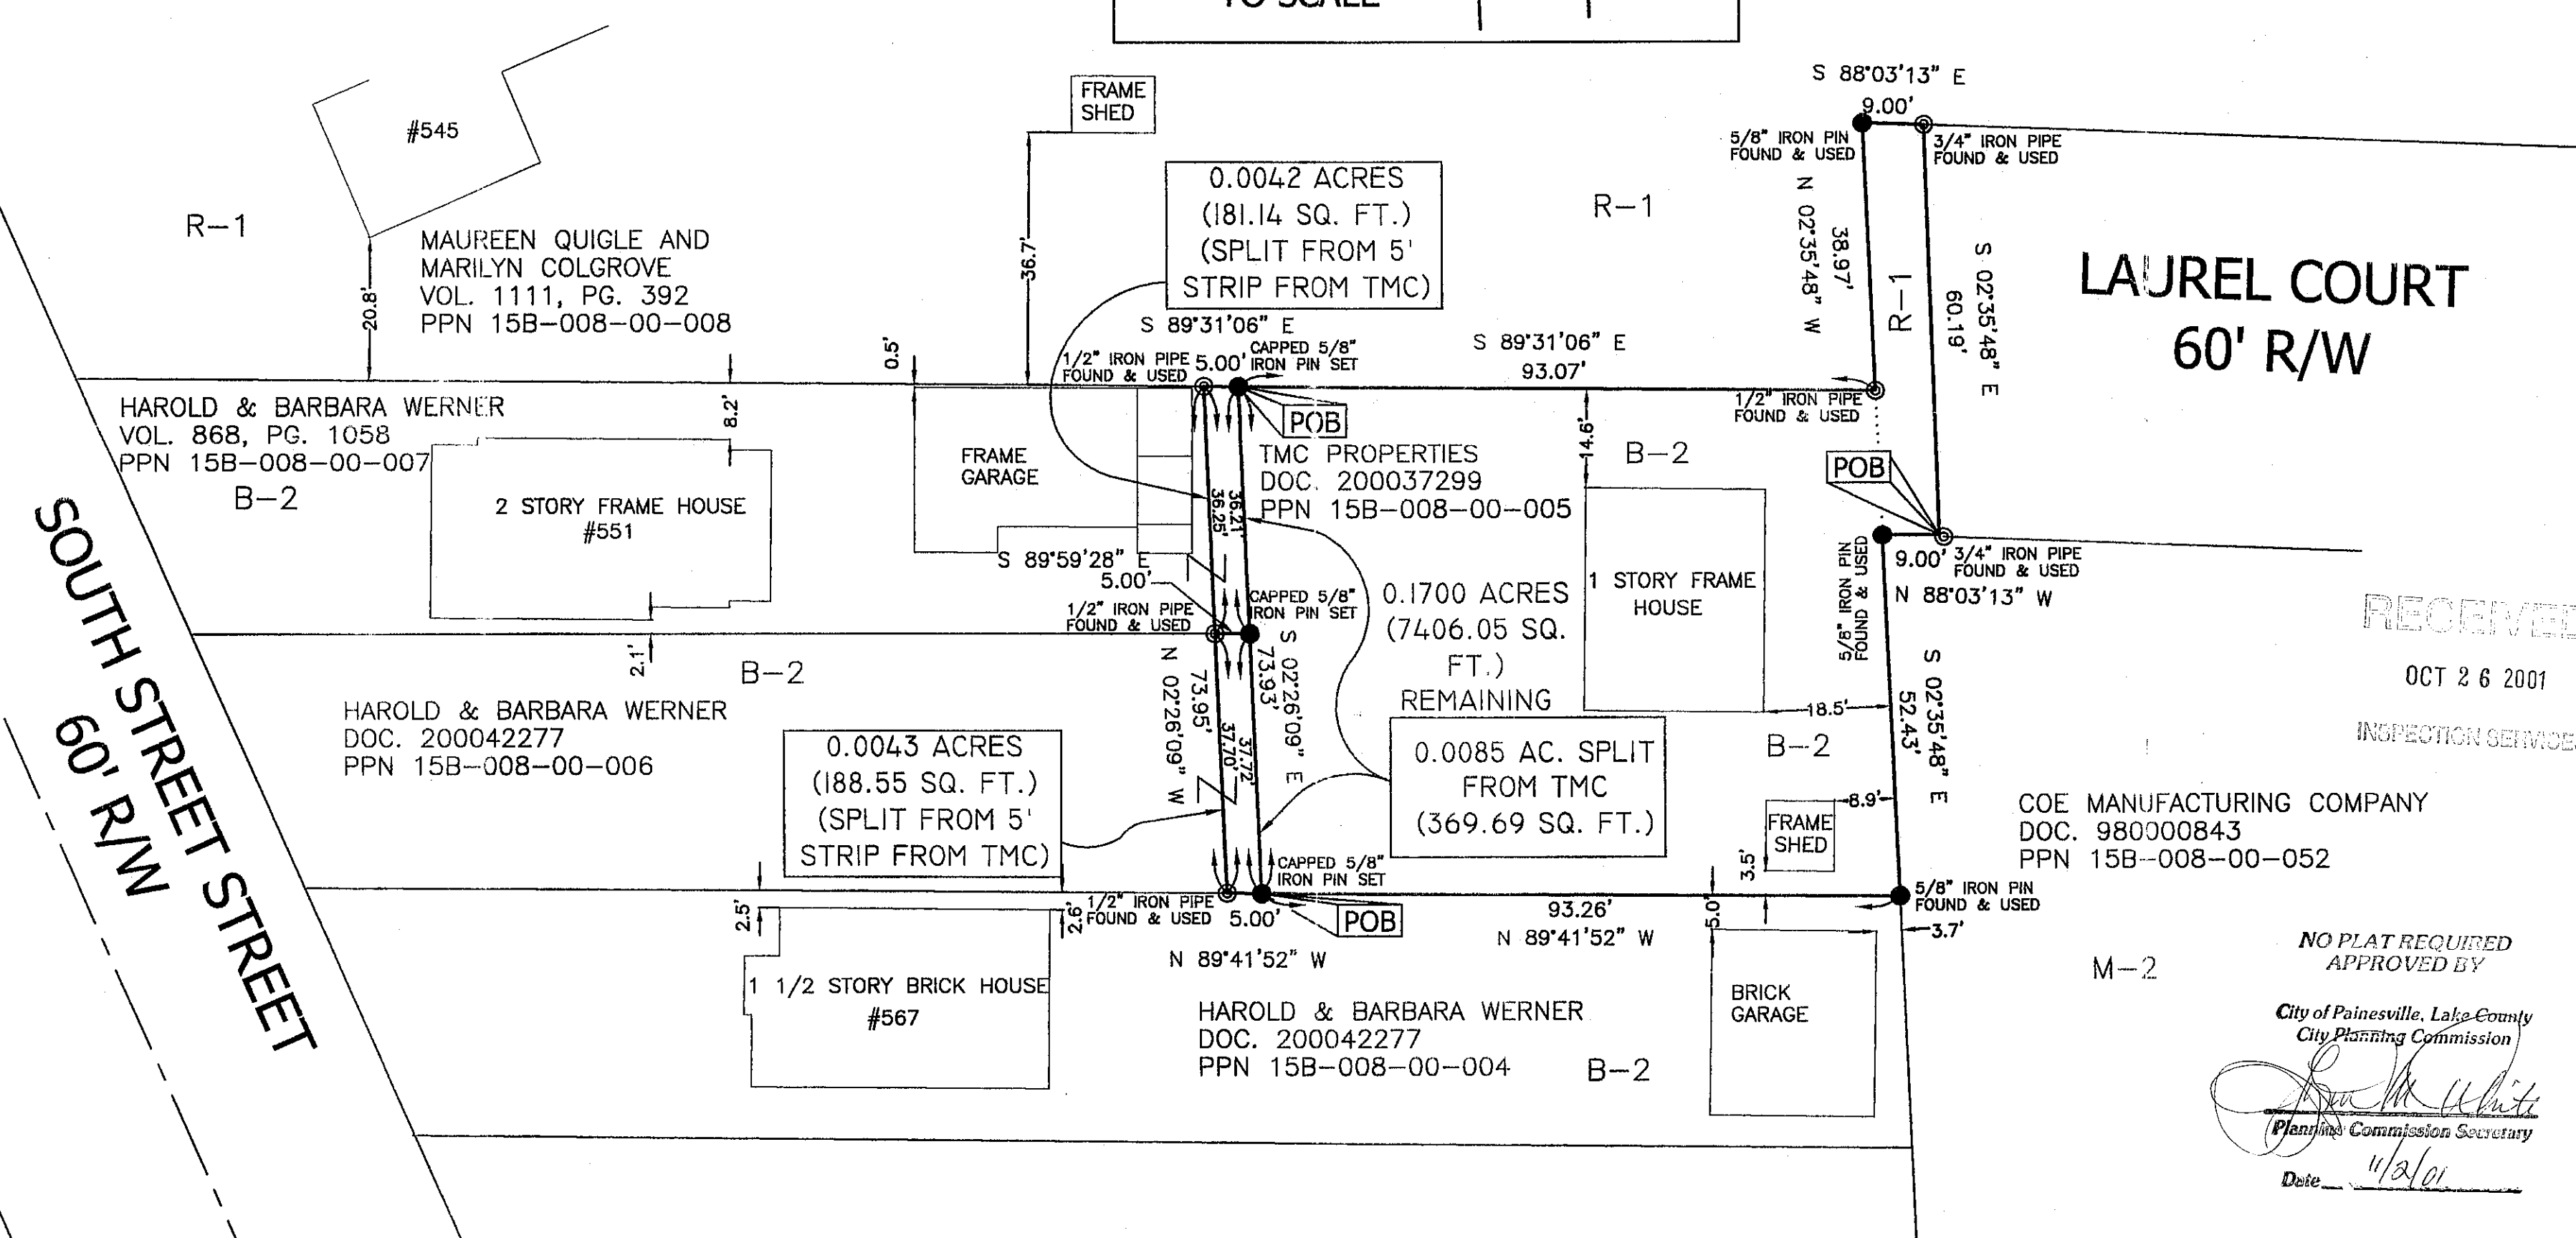 TO SCALE
S 88°03'13" E
9.00'
5/8" IRON PIN
FOUND & USED
3/4" IRON PIPE
FOUND & USED
FRAME
SHED
#545
R-1
MAUREEN QUIGLE AND
MARILYN COLGROVE
VOL. 1111, PG. 392
PPN 15B-008-00-008
20.8'
36.7'
0.0042 ACRES
(181.14 SQ. FT.)
(SPLIT FROM 5'
STRIP FROM TMC)
R-1
N 02°35'48" W
38.97'
R-1
S 02°35'48" E
60.19'
LAUREL COURT
60' R/W
S 89°31'06" E
0.5'
1/2" IRON PIPE
FOUND & USED
5.00'
CAPPED 5/8"
IRON PIN SET
S 89°31'06" E
93.07'
1/2" IRON PIPE
FOUND & USED
HAROLD & BARBARA WERNER
VOL. 868, PG. 1058
PPN 15B-008-00-007
B-2
8.2'
2 STORY FRAME HOUSE
#551
FRAME
GARAGE
POB
TMC PROPERTIES
DOC. 200037299
PPN 15B-008-00-005
36.25'
36.21'
14.6'
B-2
POB
S 89°59'28" E
5.00'
1/2" IRON PIPE
FOUND & USED
CAPPED 5/8"
IRON PIN SET
0.1700 ACRES
(7406.05 SQ.
FT.)
REMAINING
1 STORY FRAME
HOUSE
5/8" IRON PIN
FOUND & USED
9.00'
3/4" IRON PIPE
FOUND & USED
N 88°03'13" W
RECEIVED
OCT 26 2001
INSPECTION SERVICE
2.1'
B-2
HAROLD & BARBARA WERNER
DOC. 200042277
PPN 15B-008-00-006
SOUTH STREET STREET
60' R/W
N 02°26'09" W
73.95'
37.70'
37.72'
73.93'
S 02°26'09" E
0.0043 ACRES
(188.55 SQ. FT.)
(SPLIT FROM 5'
STRIP FROM TMC)
0.0085 AC. SPLIT
FROM TMC
(369.69 SQ. FT.)
18.5'
B-2
S 02°35'48" E
52.43'
8.9'
FRAME
SHED
3.5'
COE MANUFACTURING COMPANY
DOC. 980000843
PPN 15B-008-00-052
CAPPED 5/8"
IRON PIN SET
2.5'
2.6'
1/2" IRON PIPE
FOUND & USED
5.00'
POB
N 89°41'52" W
93.26'
N 89°41'52" W
5.0'
5/8" IRON PIN
FOUND & USED
3.7'
1 1/2 STORY BRICK HOUSE
#567
HAROLD & BARBARA WERNER
DOC. 200042277
PPN 15B-008-00-004
B-2
BRICK
GARAGE
M-2
NO PLAT REQUIRED
APPROVED BY
City of Painesville, Lake County
City Planning Commission
White
Planning Commission Secretary
Date 11/2/01